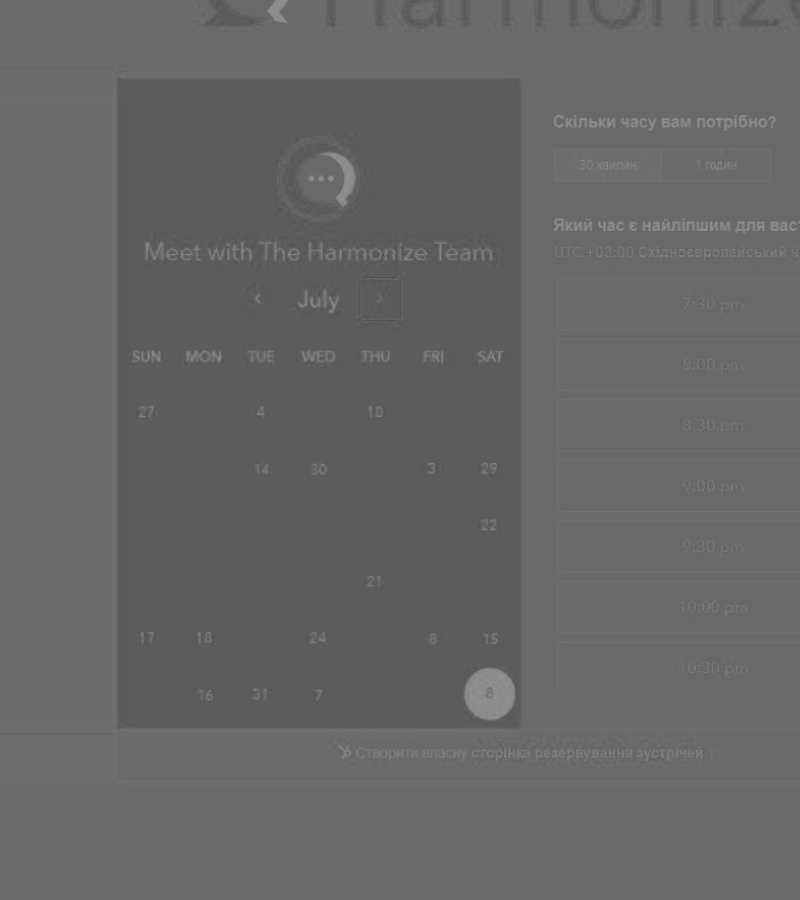 Harmonize
Meet with The Harmonize Team
July
SUN MON TUE WED THU FRI SAT
27 4 10
14 30 3 29
22
21
17 18 24 8 15
16 31 7 8
Скільки часу вам потрібно?
30 хвилин 1 годин
Який час є найліпшим для вас
UTC +03:00 Східноєвропейський ч
7:30 pm
8:00 pm
8:30 pm
9:00 pm
9:30 pm
10:00 pm
10:30 pm
Створити власну сторінка резервування зустрічей